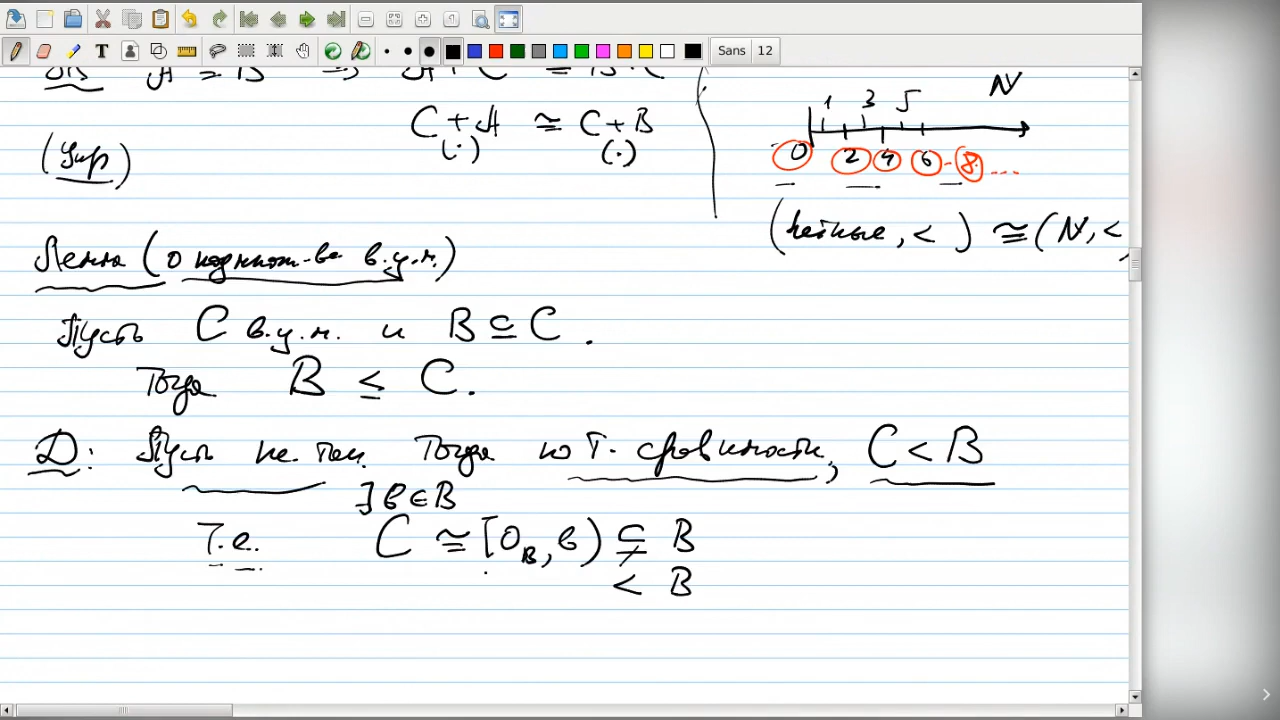 Sans 12
C + A ≅ C + B
(·) (·)
(Упр)
N
1 3 5
0 2 4 6 8 ...
(чётные, <) ≅ (N, <
Лемма (о подмнож-ве в.у.м.)
Пусть C в.у.м. и B ⊆ C.
Тогда B ≤ C.
D: Пусть не так. Тогда по т. сравнимости, C < B
∃ b ∈ B
Т.е. C ≅ [0_B, b) ⊊ B
< B